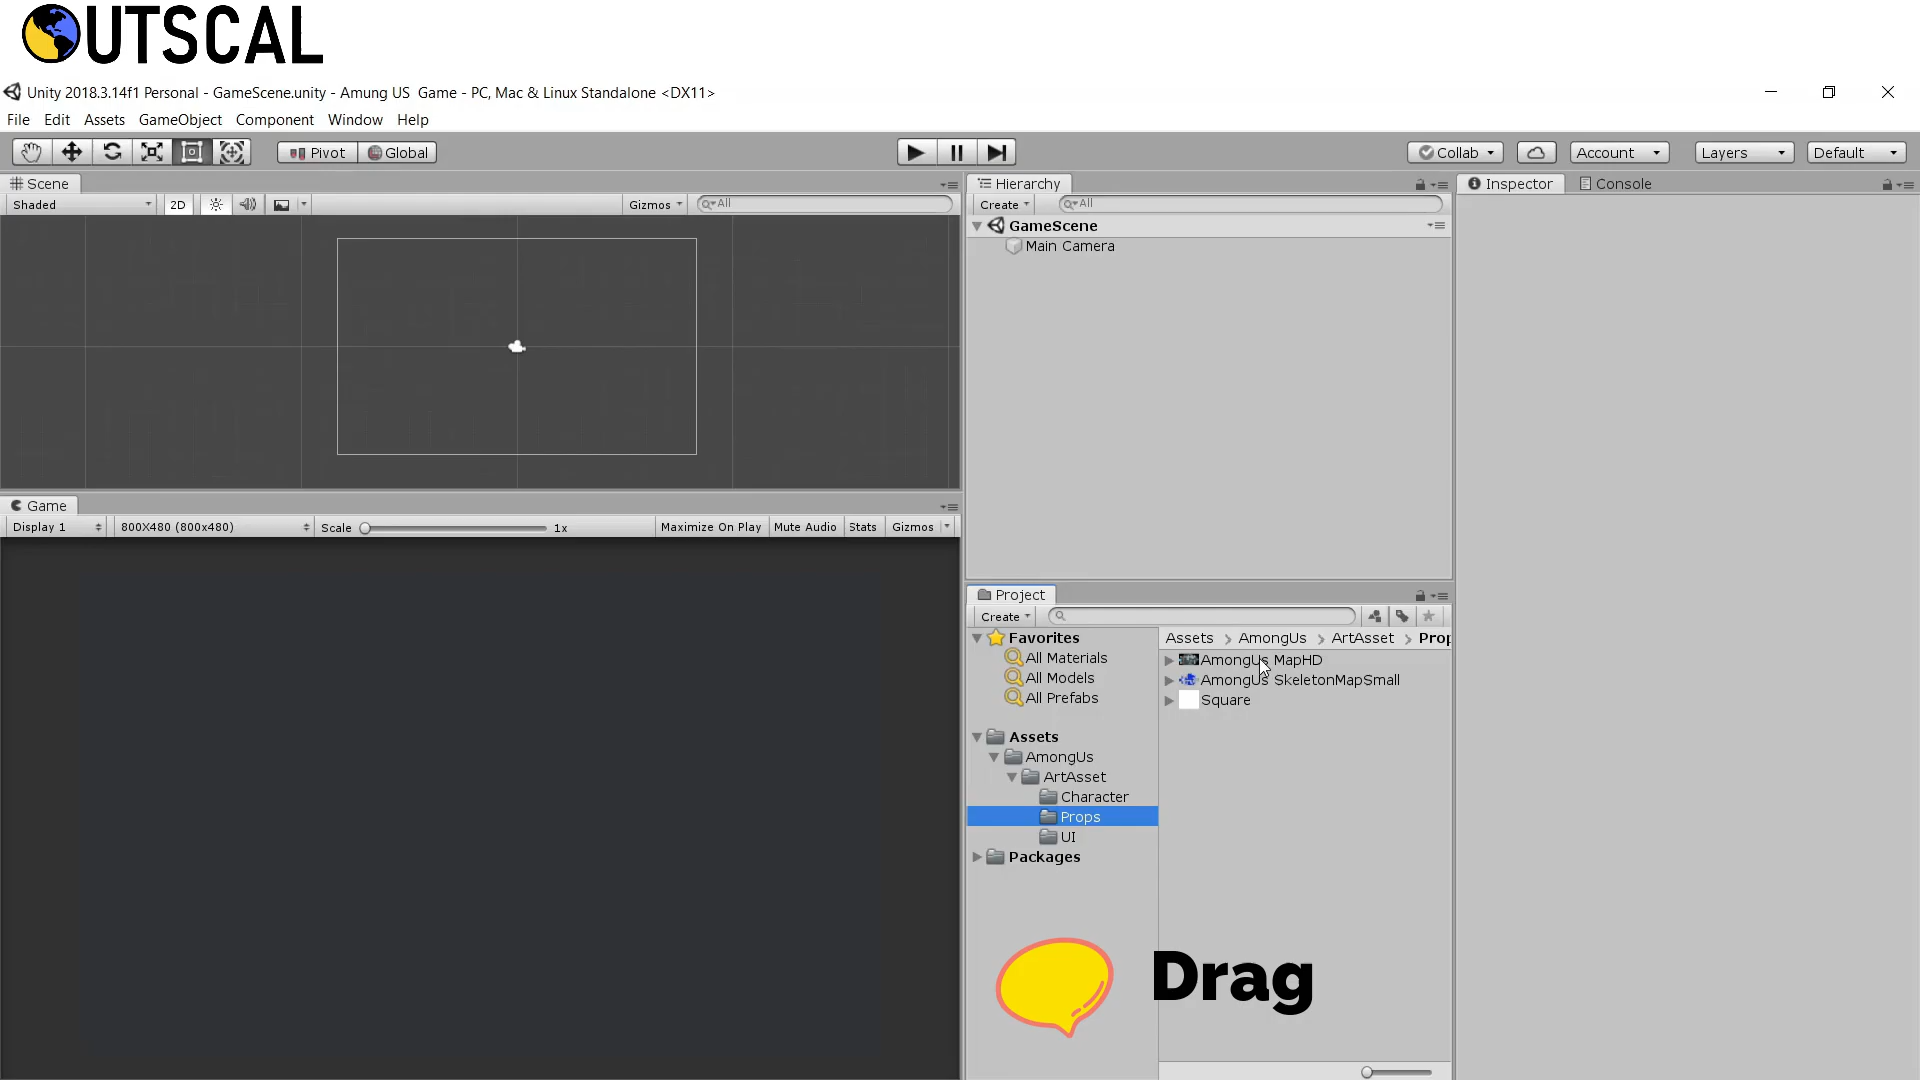 OUTSCAL
Unity 2018.3.14f1 Personal - GameScene.unity - Amung US  Game - PC, Mac & Linux Standalone <DX11>
File Edit Assets GameObject Component Window Help
Pivot Global Collab Account Layers Default
Scene
Shaded 2D Gizmos All
Hierarchy
Create All
GameScene
Main Camera
Inspector Console
Game
Display 1 800X480 (800x480) Scale 1x Maximize On Play Mute Audio Stats Gizmos
Project
Create
Favorites
All Materials
All Models
All Prefabs
Assets
AmongUs
ArtAsset
Character
Props
UI
Packages
Assets > AmongUs > ArtAsset > Prop
AmongUs MapHD
AmongUs SkeletonMapSmall
Square
Drag